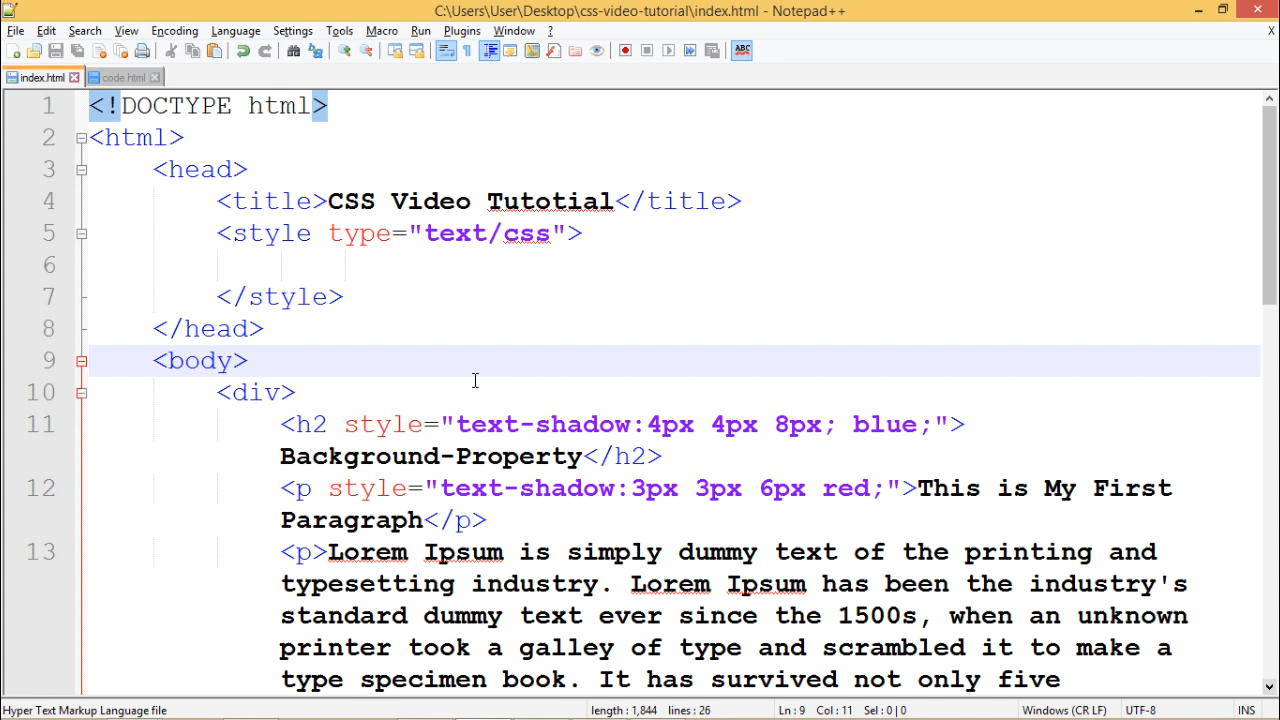 C:\Users\User\Desktop\css-video-tutorial\index.html - Notepad++
File Edit Search View Encoding Language Settings Tools Macro Run Plugins Window ? X
ABC
index.html code.html
1 <!DOCTYPE html>
2 <html>
3 <head>
4 <title>CSS Video Tutotial</title>
5 <style type="text/css">
6
7 </style>
8 </head>
9 <body>
10 <div>
11 <h2 style="text-shadow:4px 4px 8px; blue;">
Background-Property</h2>
12 <p style="text-shadow:3px 3px 6px red;">This is My First
Paragraph</p>
13 <p>Lorem Ipsum is simply dummy text of the printing and
typesetting industry. Lorem Ipsum has been the industry's
standard dummy text ever since the 1500s, when an unknown
printer took a galley of type and scrambled it to make a
type specimen book. It has survived not only five
Hyper Text Markup Language file length : 1,844 lines : 26 Ln : 9 Col : 11 Sel : 0 | 0 Windows (CR LF) UTF-8 INS